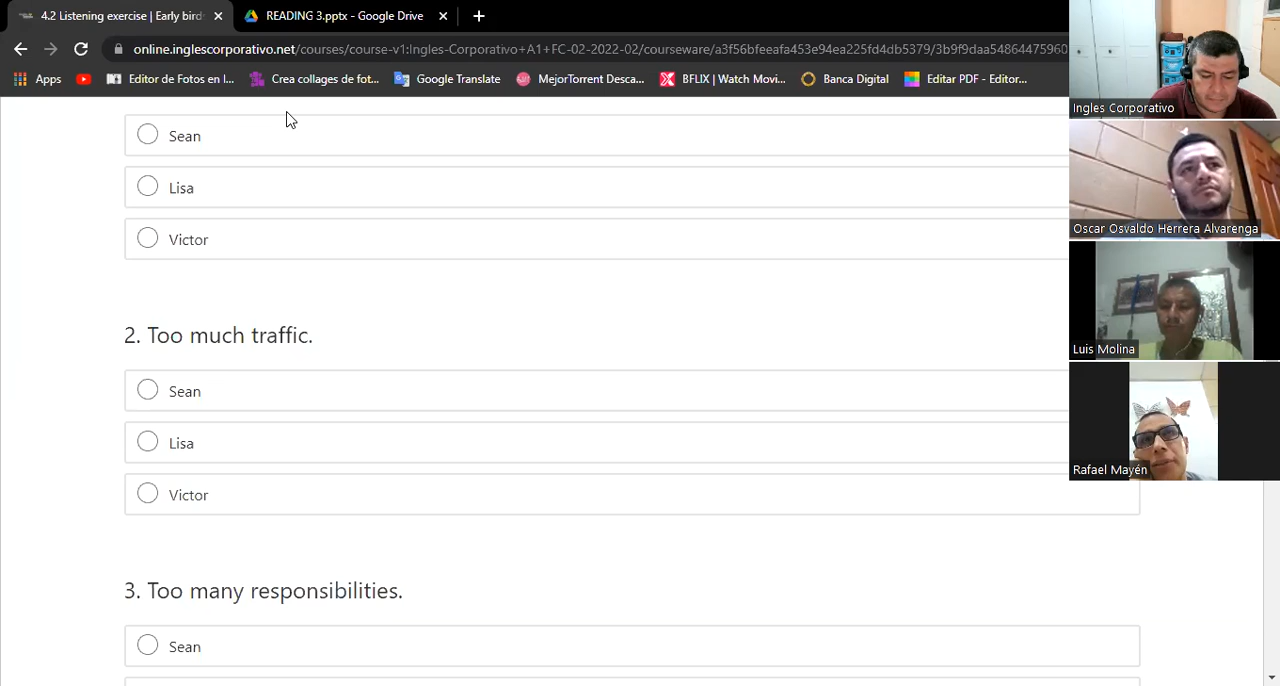 4.2 Listening exercise | Early birds
READING 3.pptx - Google Drive
online.inglescorporativo.net/courses/course-v1:Ingles-Corporativo+A1+FC-02-2022-02/courseware/a3f56bfeeafa453e94ea225fd4db5379/3b9f9daa54864475960
Apps
Editor de Fotos en l...
Crea collages de fot...
Google Translate
MejorTorrent Desca...
BFLIX | Watch Movi...
Banca Digital
Editar PDF - Editor...
Sean
Lisa
Victor
2. Too much traffic.
Sean
Lisa
Victor
3. Too many responsibilities.
Sean
Ingles Corporativo
Oscar Osvaldo Herrera Alvarenga
Luis Molina
Rafael Mayén